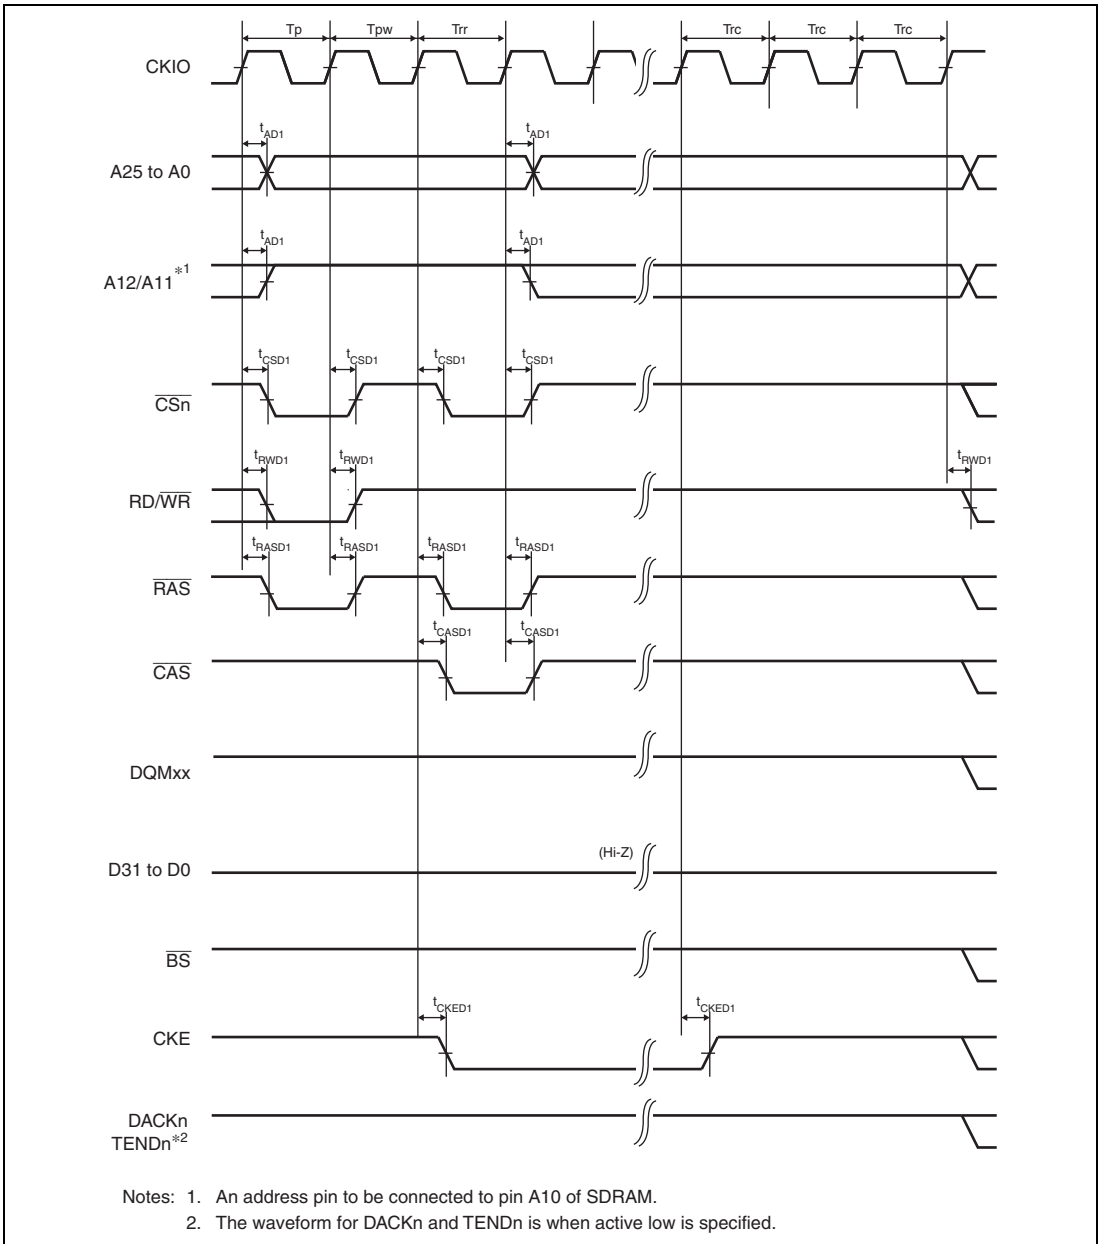 Tp Tpw Trr Trc Trc Trc
CKIO
tAD1 tAD1
A25 to A0
tAD1 tAD1
A12/A11*1
tCSD1 tCSD1 tCSD1 tCSD1
CSn
tRWD1 tRWD1 tRWD1
RD/WR
tRASD1 tRASD1 tRASD1 tRASD1
RAS
tCASD1 tCASD1
CAS
DQMxx
(Hi-Z)
D31 to D0
BS
tCKED1 tCKED1
CKE
DACKn
TENDn*2
Notes: 1. An address pin to be connected to pin A10 of SDRAM.
2. The waveform for DACKn and TENDn is when active low is specified.